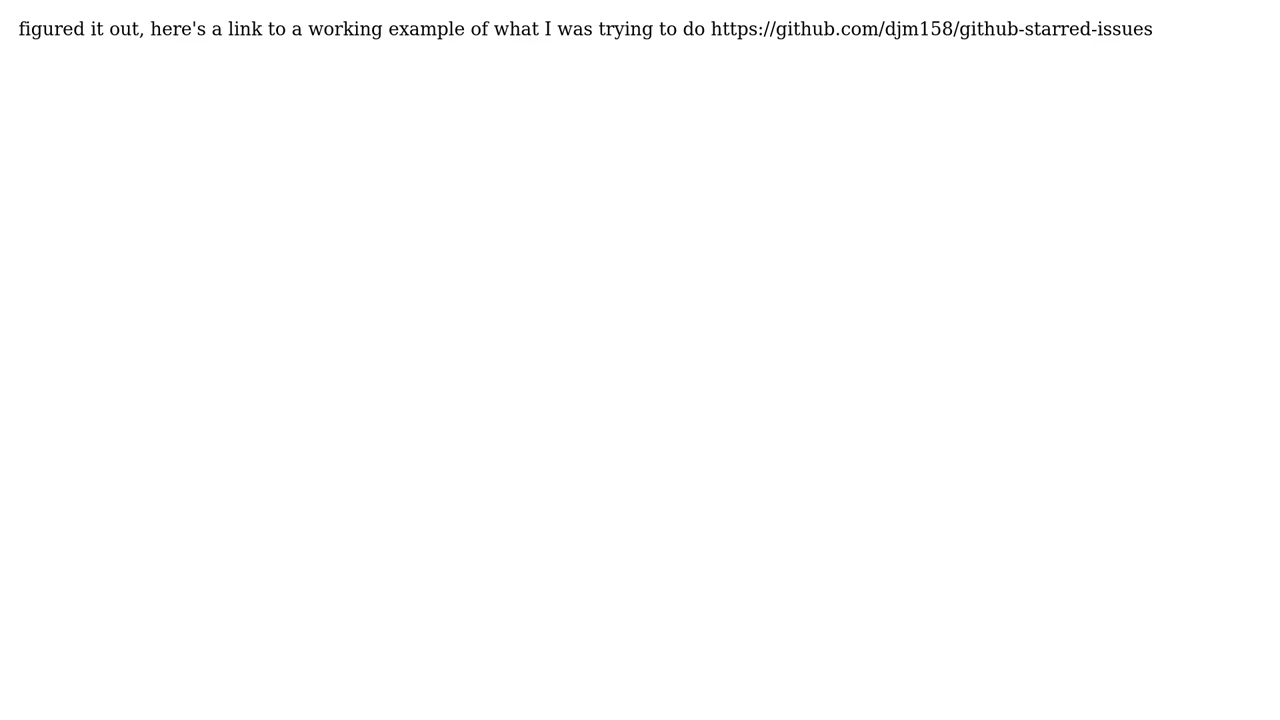 figured it out, here's a link to a working example of what I was trying to do https://github.com/djm158/github-starred-issues